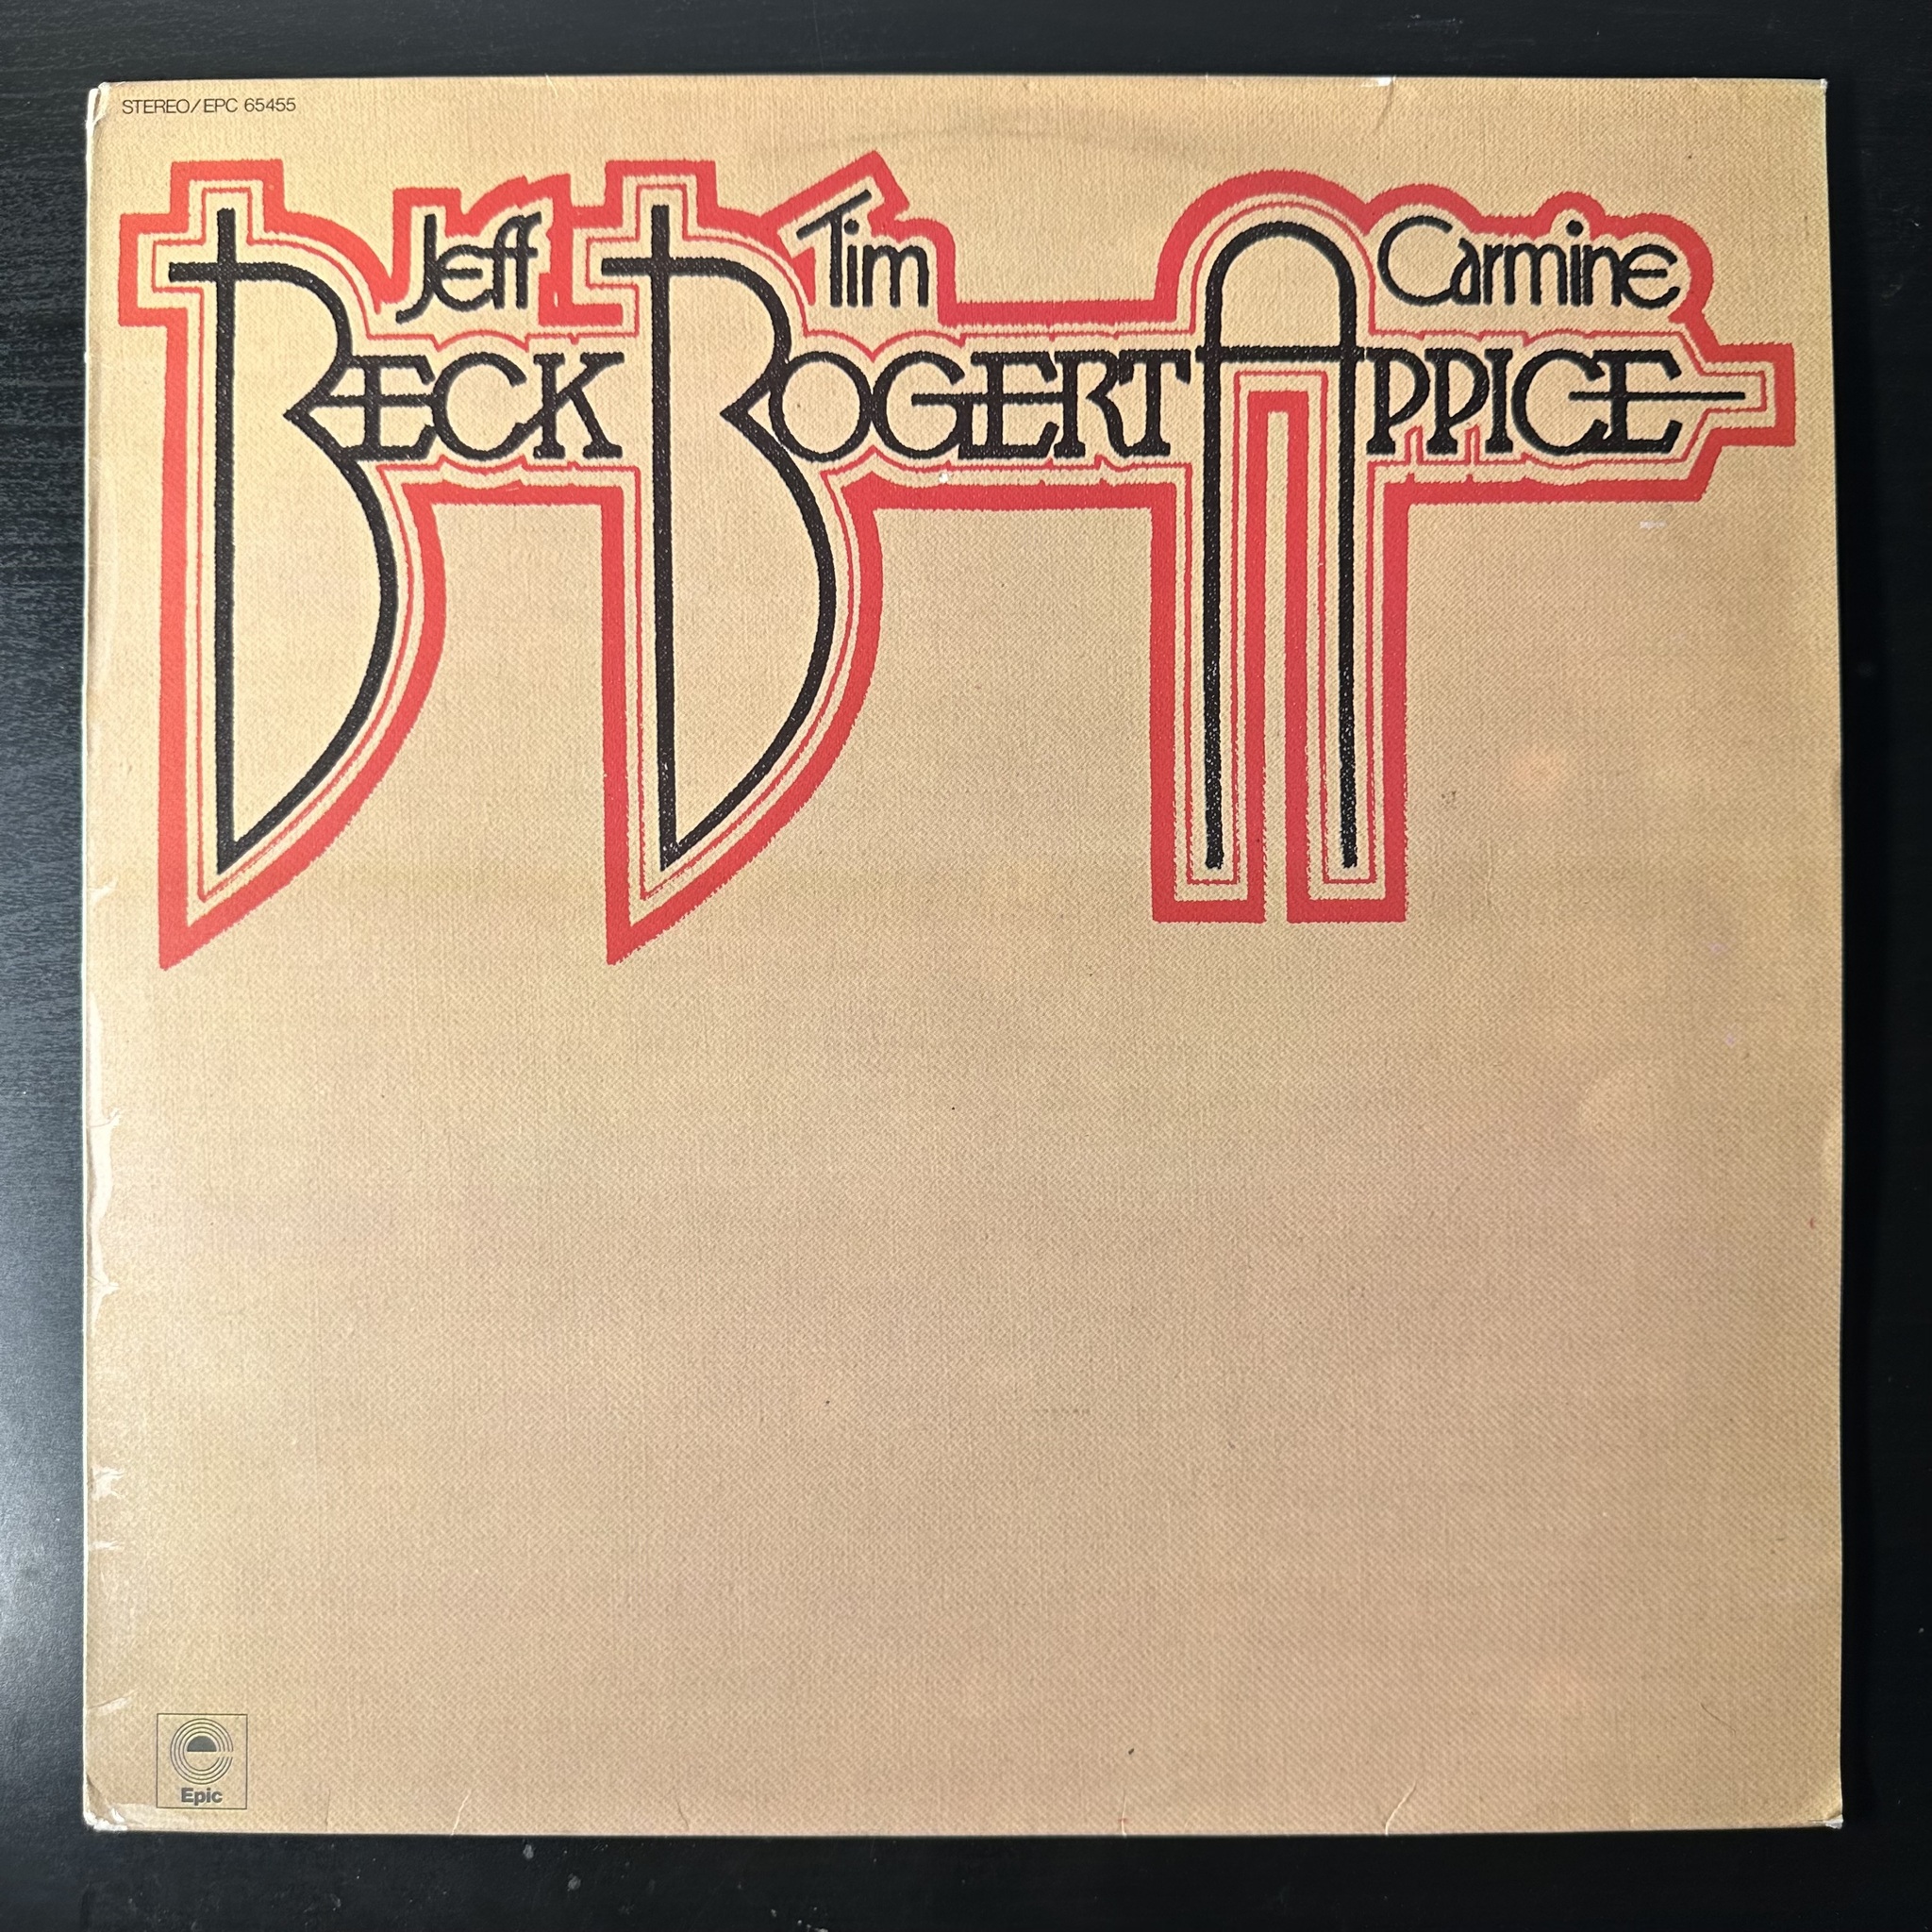 STEREO/EPC 65455
Jeff Tim Carmine
BECK BOGERT APPICE
Epic